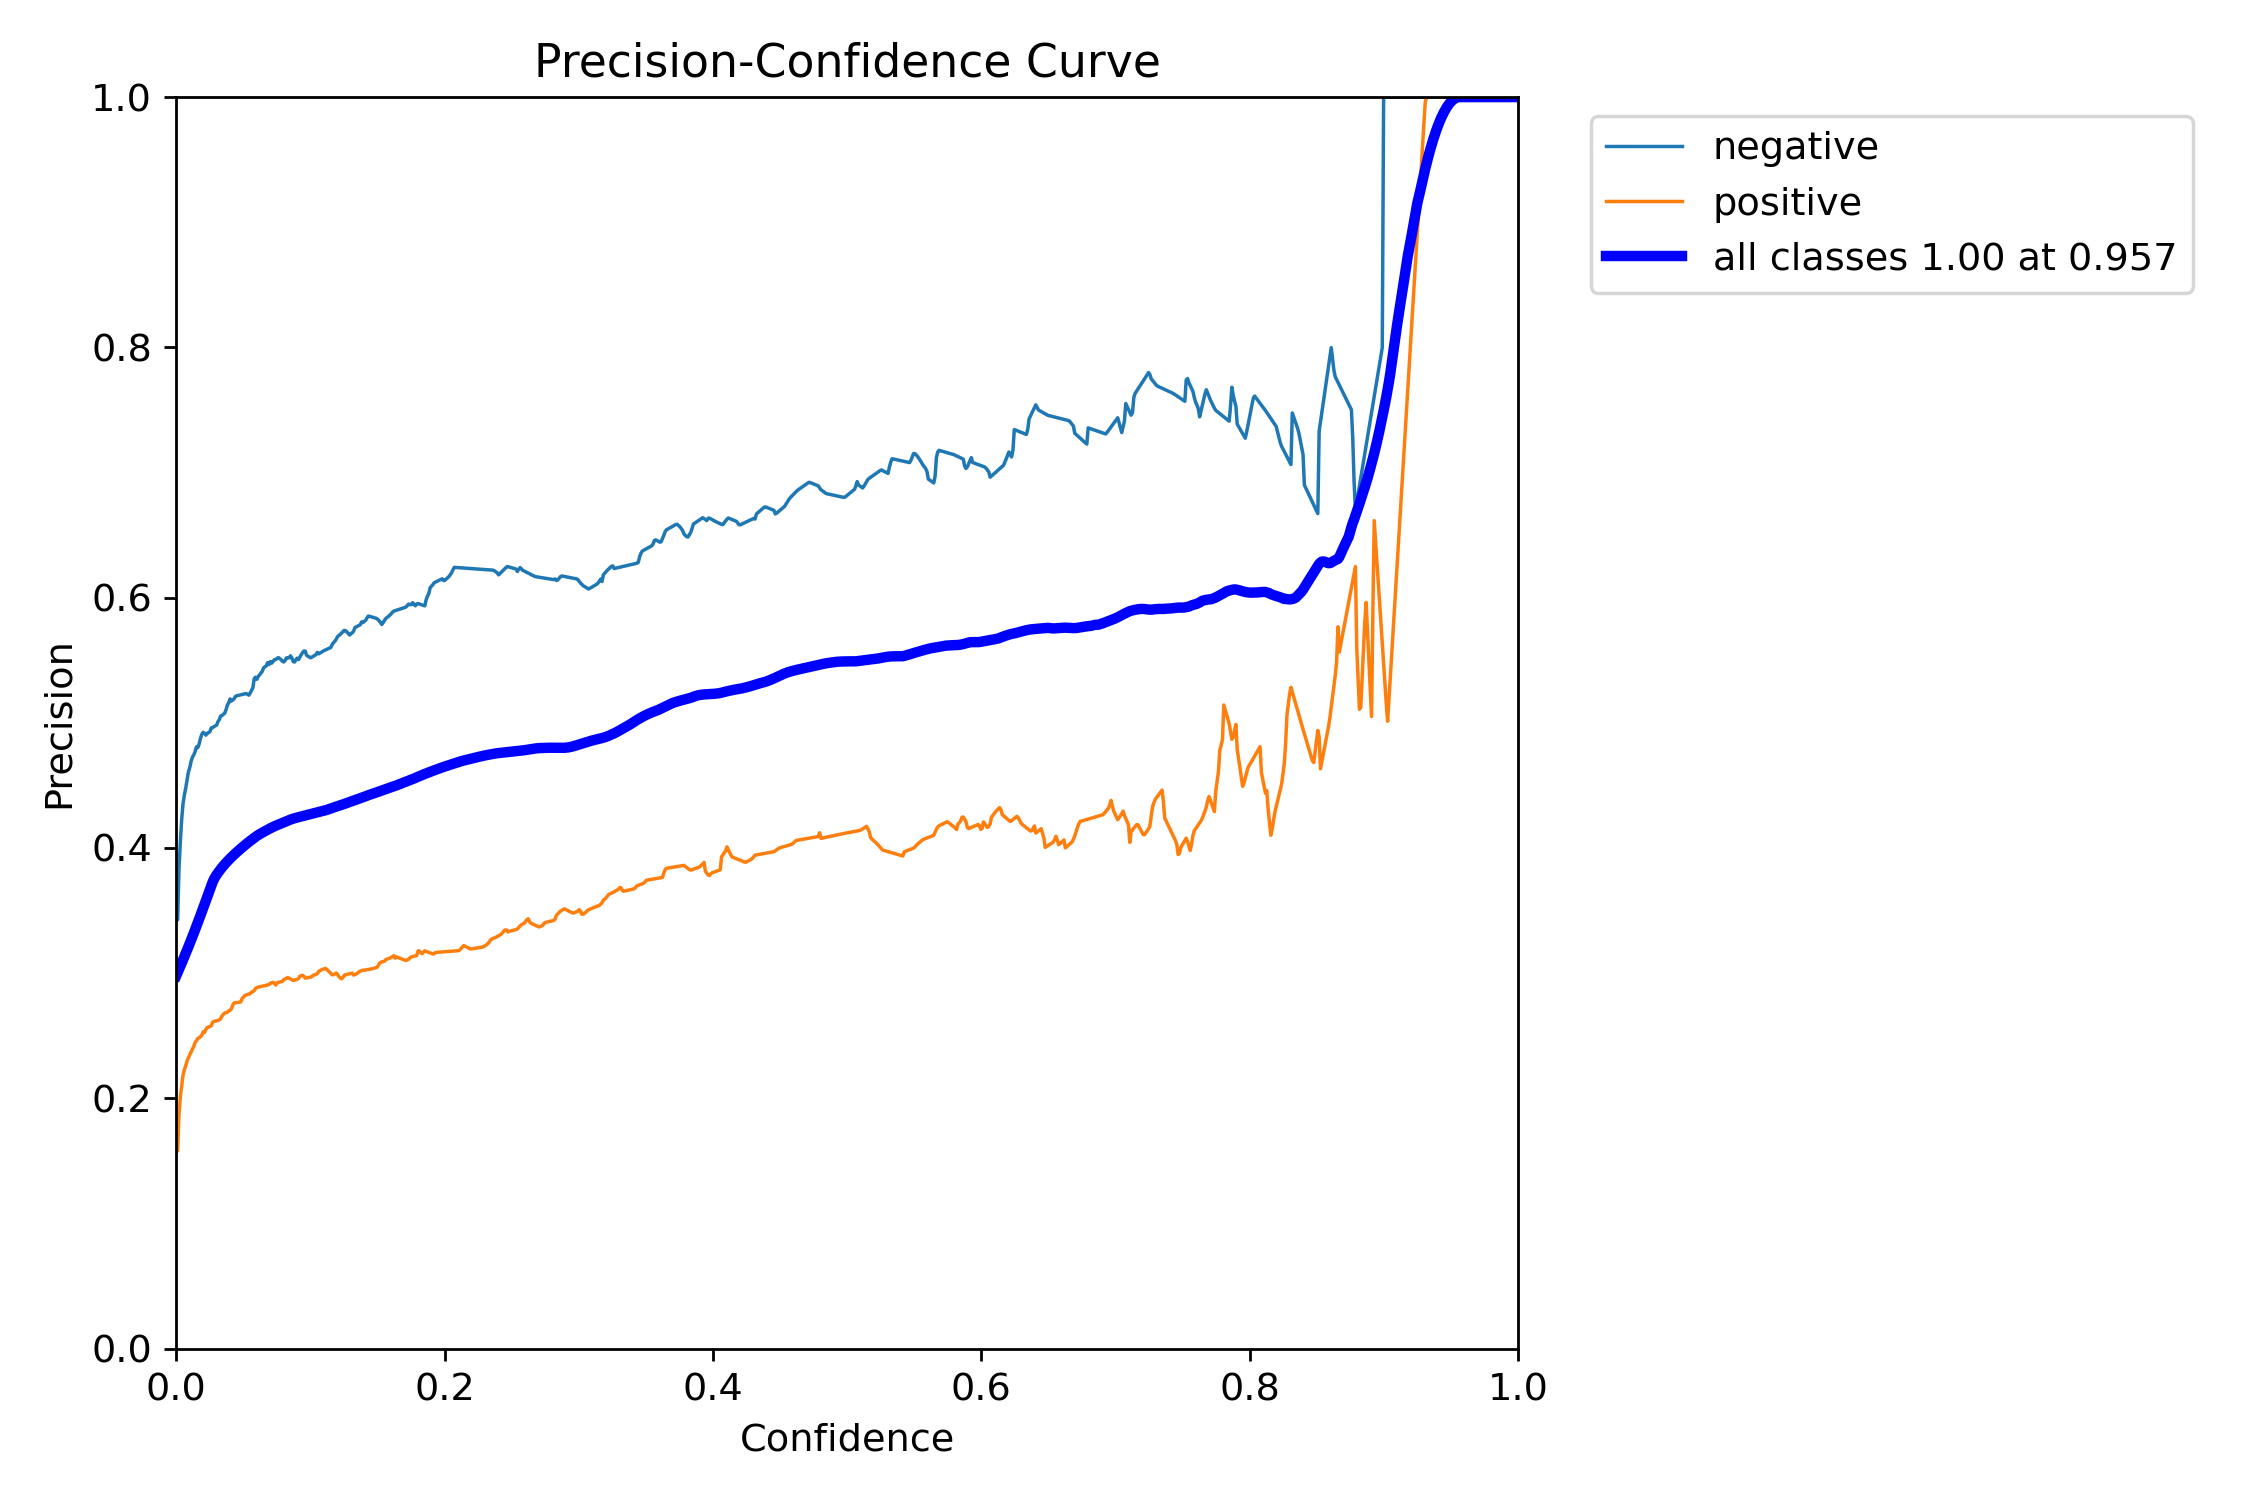 Precision-Confidence Curve
1.0
0.8
0.6
0.4
0.2
0.0
Precision
0.0 0.2 0.4 0.6 0.8 1.0
Confidence
negative
positive
all classes 1.00 at 0.957